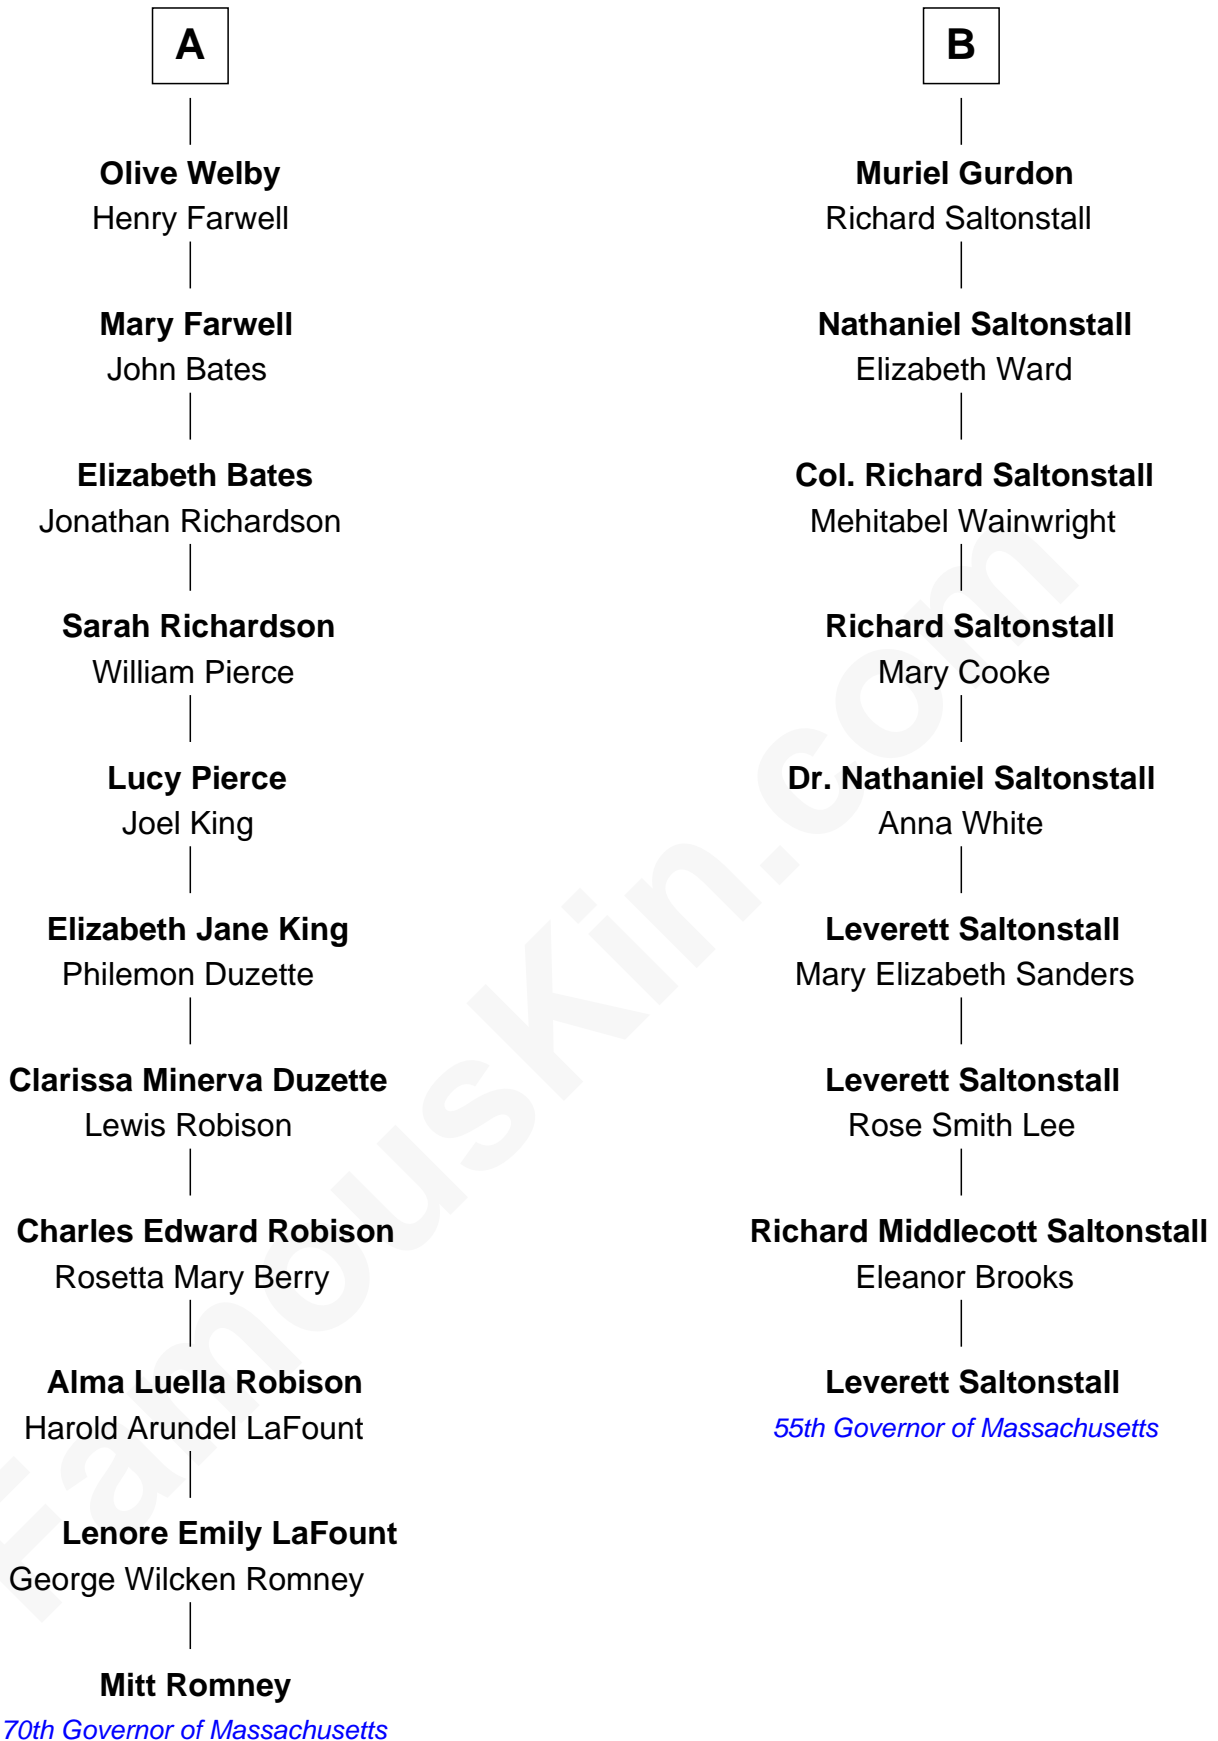 A
Olive Welby
Henry Farwell
Mary Farwell
John Bates
Elizabeth Bates
Jonathan Richardson
Sarah Richardson
William Pierce
Lucy Pierce
Joel King
Elizabeth Jane King
Philemon Duzette
Clarissa Minerva Duzette
Lewis Robison
Charles Edward Robison
Rosetta Mary Berry
Alma Luella Robison
Harold Arundel LaFount
Lenore Emily LaFount
George Wilcken Romney
Mitt Romney
70th Governor of Massachusetts
B
Muriel Gurdon
Richard Saltonstall
Nathaniel Saltonstall
Elizabeth Ward
Col. Richard Saltonstall
Mehitabel Wainwright
Richard Saltonstall
Mary Cooke
Dr. Nathaniel Saltonstall
Anna White
Leverett Saltonstall
Mary Elizabeth Sanders
Leverett Saltonstall
Rose Smith Lee
Richard Middlecott Saltonstall
Eleanor Brooks
Leverett Saltonstall
55th Governor of Massachusetts
FamousKin.com